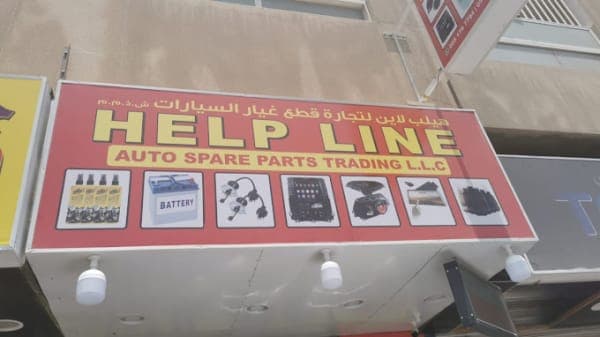 هيلب لاين لتجارة قطع غيار السيارات ش.ذ.م.م
HELP LINE
AUTO SPARE PARTS TRADING L.L.C
BATTERY